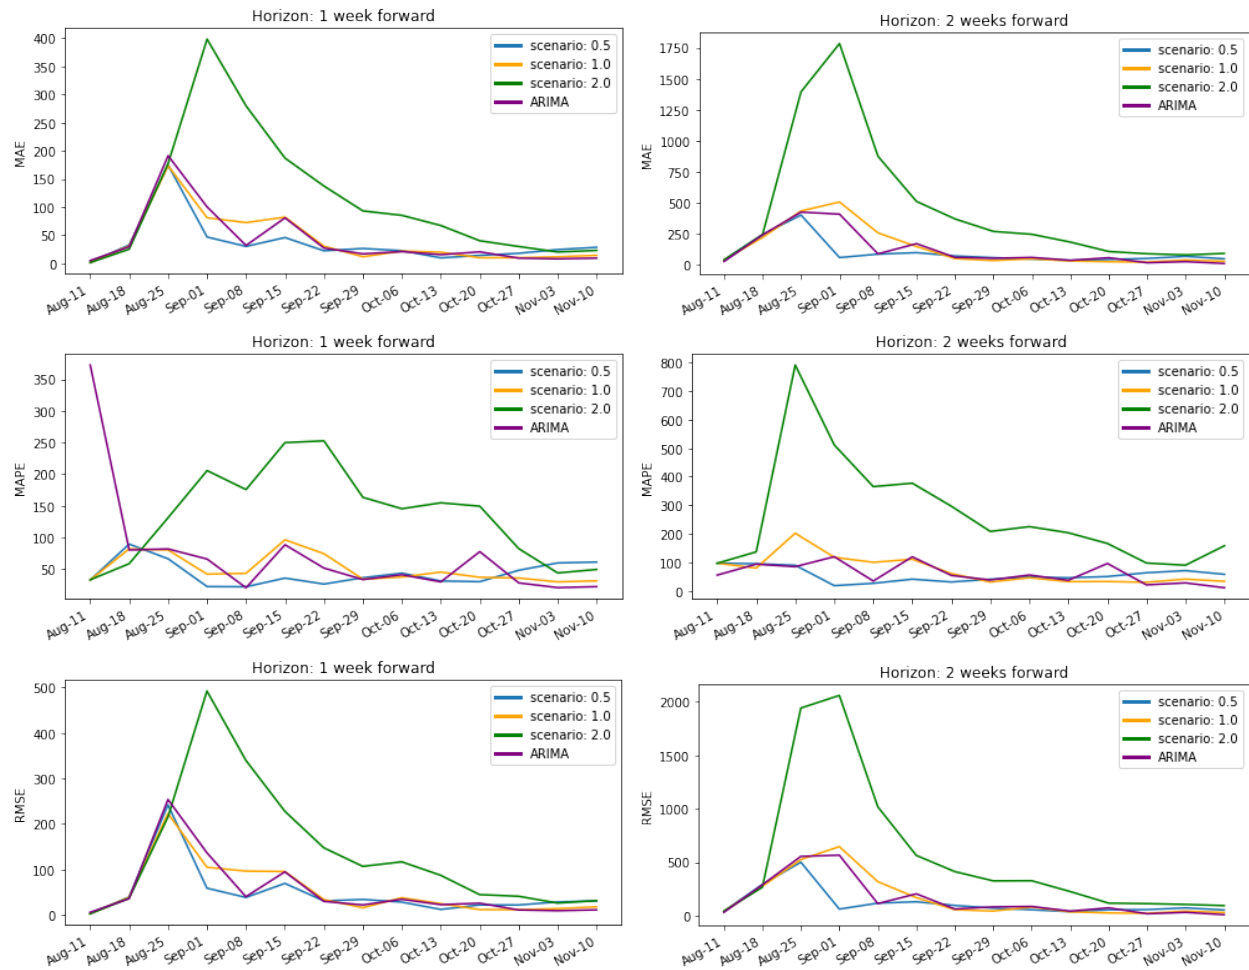 Horizon: 1 week forward
MAE
400
350
300
250
200
150
100
50
0
scenario: 0.5
scenario: 1.0
scenario: 2.0
ARIMA
Aug-11 Aug-18 Aug-25 Sep-01 Sep-08 Sep-15 Sep-22 Sep-29 Oct-06 Oct-13 Oct-20 Oct-27 Nov-03 Nov-10
Horizon: 2 weeks forward
MAE
1750
1500
1250
1000
750
500
250
0
scenario: 0.5
scenario: 1.0
scenario: 2.0
ARIMA
Aug-11 Aug-18 Aug-25 Sep-01 Sep-08 Sep-15 Sep-22 Sep-29 Oct-06 Oct-13 Oct-20 Oct-27 Nov-03 Nov-10
Horizon: 1 week forward
MAPE
350
300
250
200
150
100
50
scenario: 0.5
scenario: 1.0
scenario: 2.0
ARIMA
Aug-11 Aug-18 Aug-25 Sep-01 Sep-08 Sep-15 Sep-22 Sep-29 Oct-06 Oct-13 Oct-20 Oct-27 Nov-03 Nov-10
Horizon: 2 weeks forward
MAPE
800
700
600
500
400
300
200
100
0
scenario: 0.5
scenario: 1.0
scenario: 2.0
ARIMA
Aug-11 Aug-18 Aug-25 Sep-01 Sep-08 Sep-15 Sep-22 Sep-29 Oct-06 Oct-13 Oct-20 Oct-27 Nov-03 Nov-10
Horizon: 1 week forward
RMSE
500
400
300
200
100
0
scenario: 0.5
scenario: 1.0
scenario: 2.0
ARIMA
Aug-11 Aug-18 Aug-25 Sep-01 Sep-08 Sep-15 Sep-22 Sep-29 Oct-06 Oct-13 Oct-20 Oct-27 Nov-03 Nov-10
Horizon: 2 weeks forward
RMSE
2000
1500
1000
500
0
scenario: 0.5
scenario: 1.0
scenario: 2.0
ARIMA
Aug-11 Aug-18 Aug-25 Sep-01 Sep-08 Sep-15 Sep-22 Sep-29 Oct-06 Oct-13 Oct-20 Oct-27 Nov-03 Nov-10